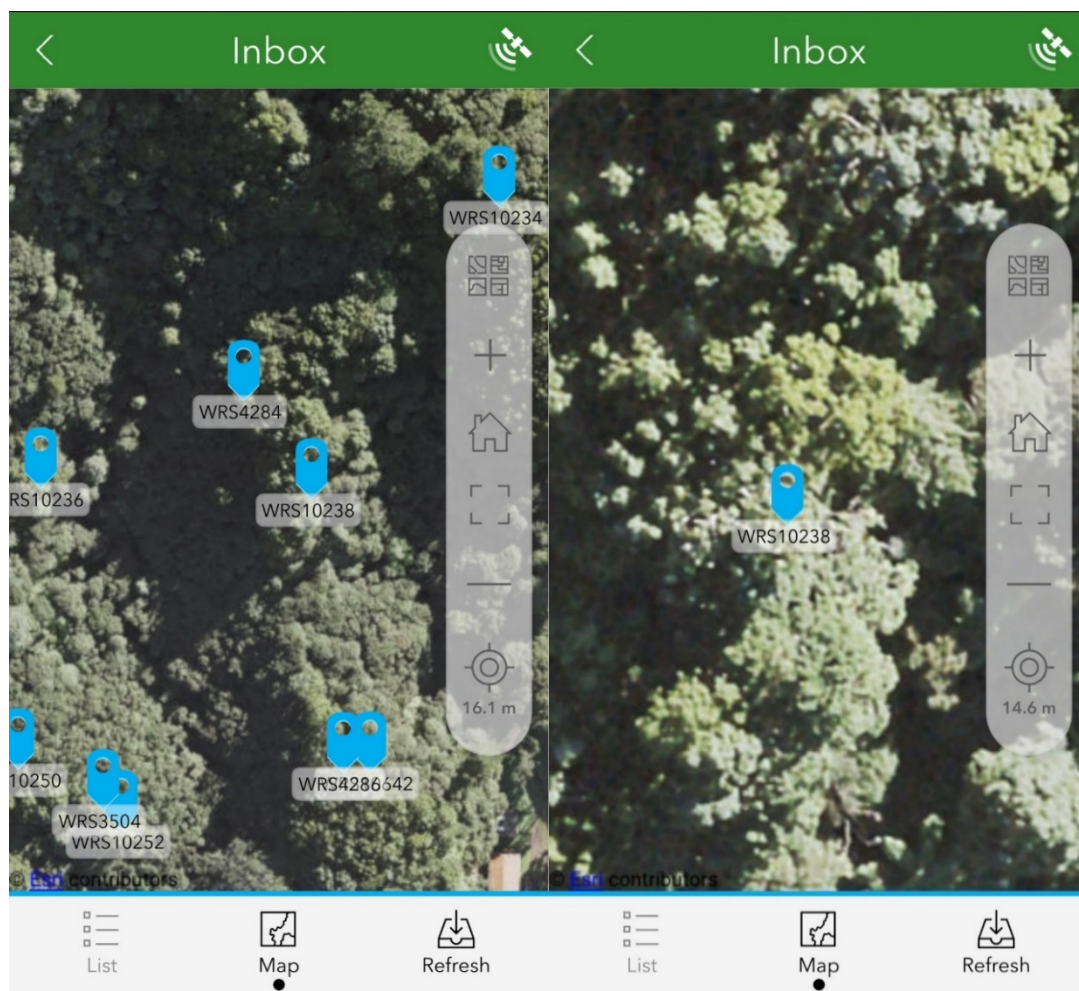 Inbox
WRS10234
WRS4284
RS10236
WRS10238
16.1 m
10250
WRS4286642
WRS3504
WRS10252
© Esri contributors
List
Map
Refresh
Inbox
WRS10238
14.6 m
© Esri contributors
List
Map
Refresh